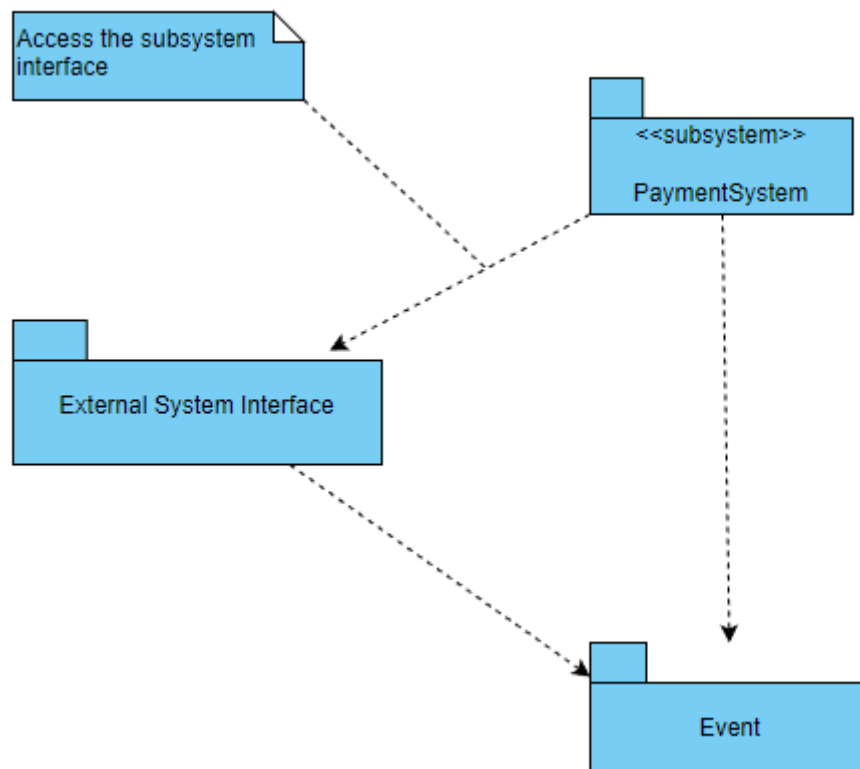 Access the subsystem
interface
<<subsystem>>
PaymentSystem
External System Interface
Event